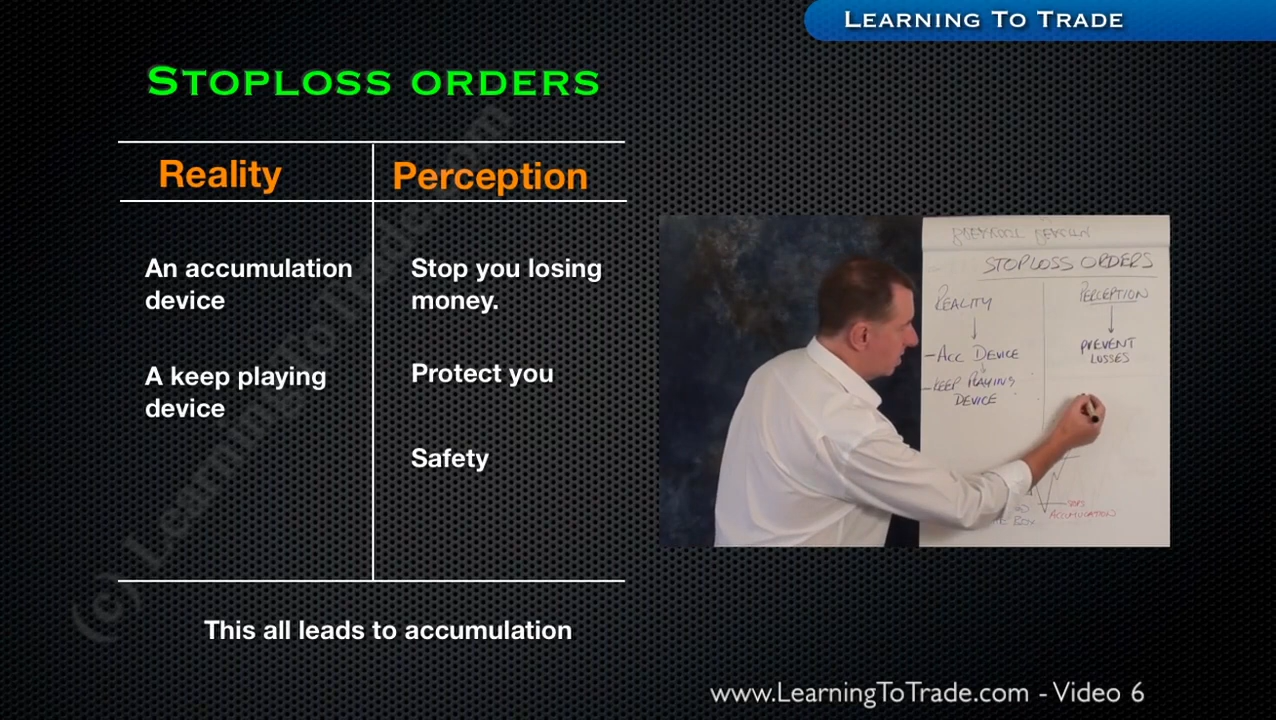 LEARNING TO TRADE
STOPLOSS ORDERS
Reality
Perception
An accumulation
device
A keep playing
device
Stop you losing
money.
Protect you
Safety
This all leads to accumulation
(c) LearningToTrade.com
STOPLOSS ORDERS
REALITY
PERCEPTION
-ACC DEVICE
-KEEP PLAYING
DEVICE
PREVENT
LOSSES
ACCUMULATION
www.LearningToTrade.com - Video 6